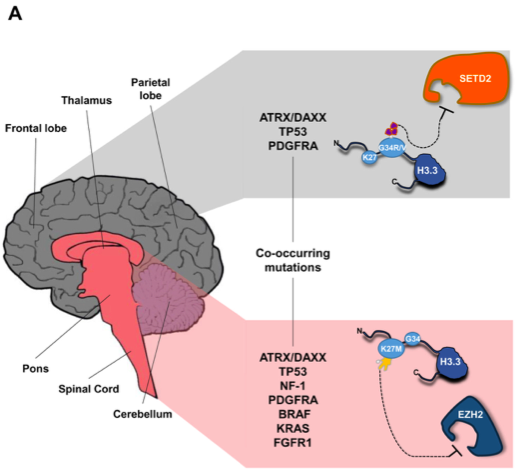 A
Parietal
lobe
Thalamus
Frontal lobe
SETD2
ATRX/DAXX
TP53
PDGFRA
N
K27
G34R/V
H3.3
C
Co-occurring
mutations
ATRX/DAXX
TP53
NF-1
PDGFRA
BRAF
KRAS
FGFR1
N
K27M
G34
H3.3
C
EZH2
Pons
Spinal Cord
Cerebellum